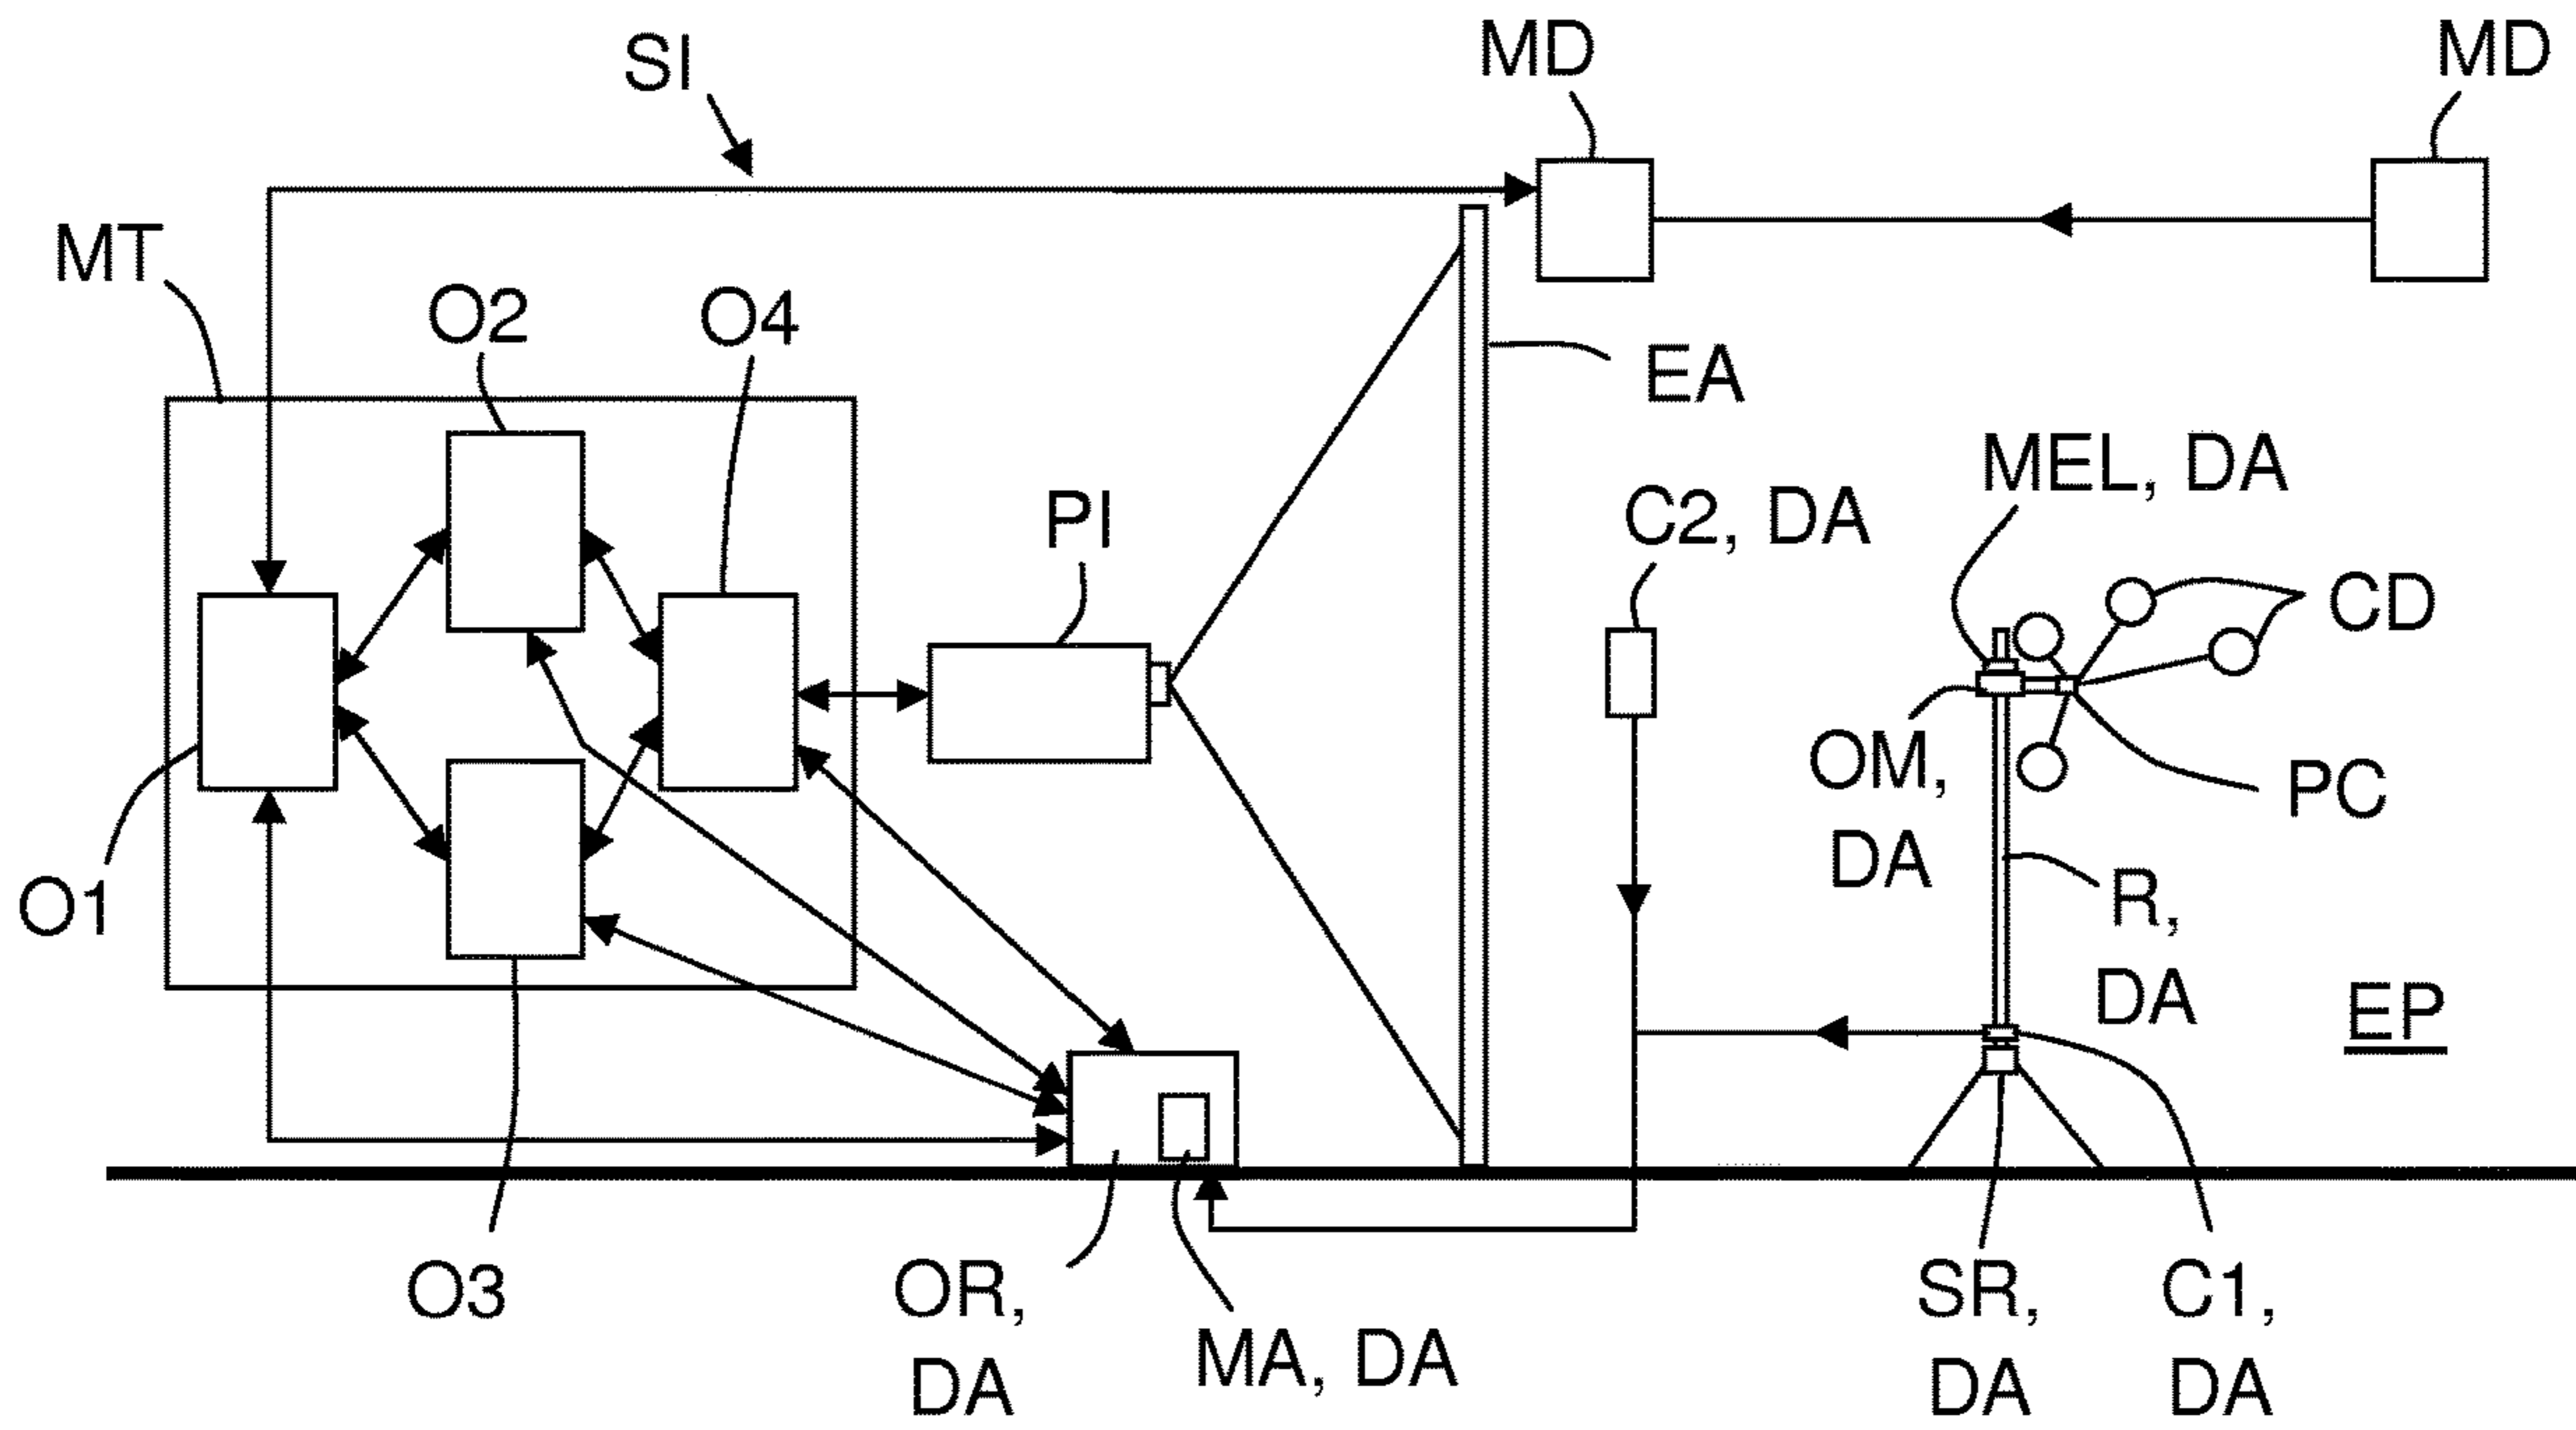 SI
MD
MD
MT
O2
O4
EA
MEL, DA
C2, DA
PI
CD
OM,
DA
PC
R,
DA
O1
EP
O3
OR,
DA
MA, DA
SR,
DA
C1,
DA